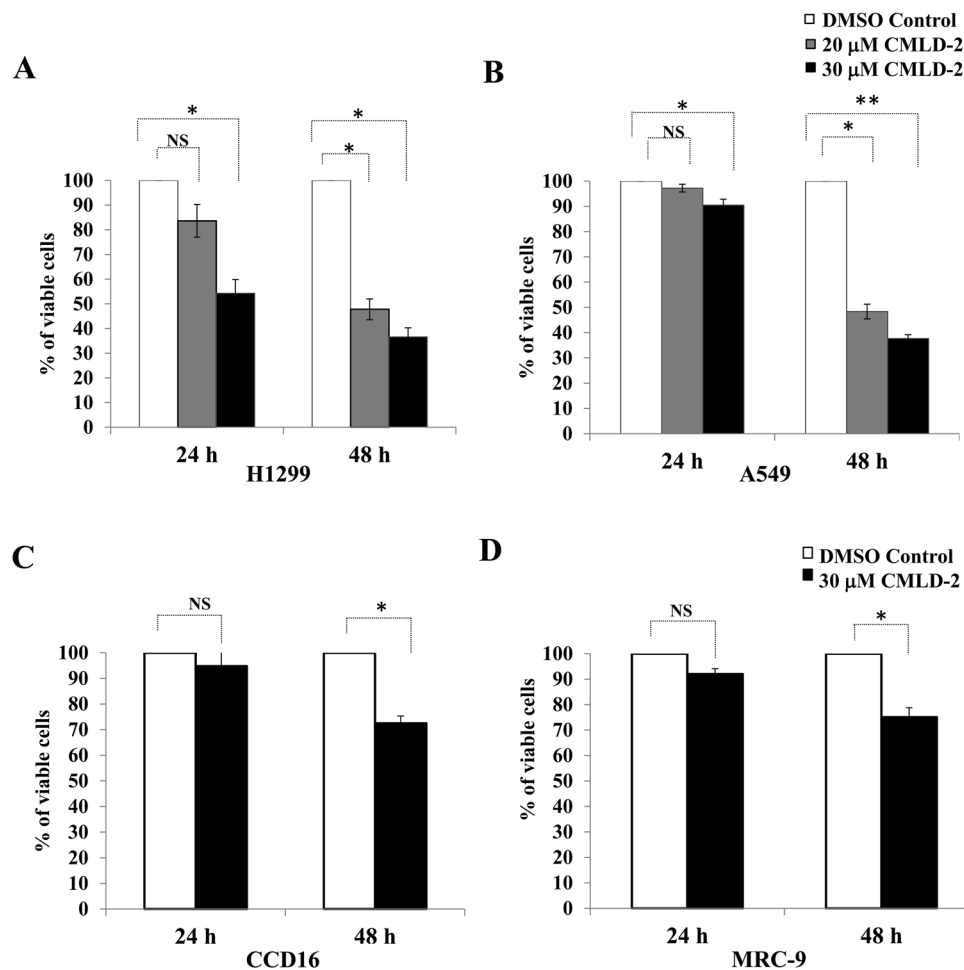 DMSO Control
20 μM CMLD-2
30 μM CMLD-2
A
*
*
NS
*
% of viable cells
100
90
80
70
60
50
40
30
20
10
0
24 h
48 h
H1299
B
*
**
NS
*
% of viable cells
100
90
80
70
60
50
40
30
20
10
0
24 h
48 h
A549
C
NS
*
% of viable cells
100
90
80
70
60
50
40
30
20
10
0
24 h
48 h
CCD16
D
DMSO Control
30 μM CMLD-2
NS
*
% of viable cells
100
90
80
70
60
50
40
30
20
10
0
24 h
48 h
MRC-9